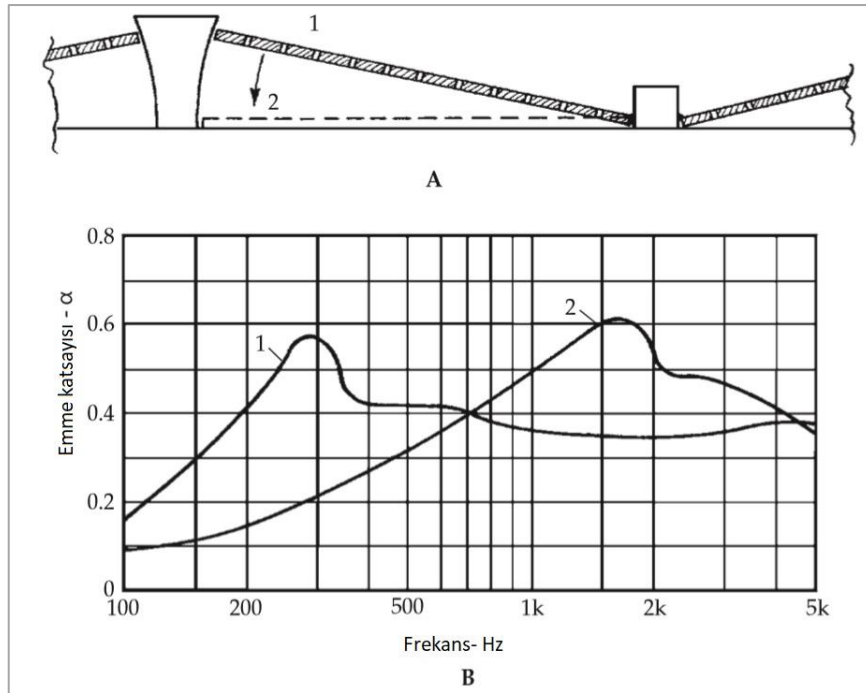 1
2
A
0.8
0.6
0.4
0.2
0
Emme katsayısı - α
1
2
100 200 500 1k 2k 5k
Frekans- Hz
B